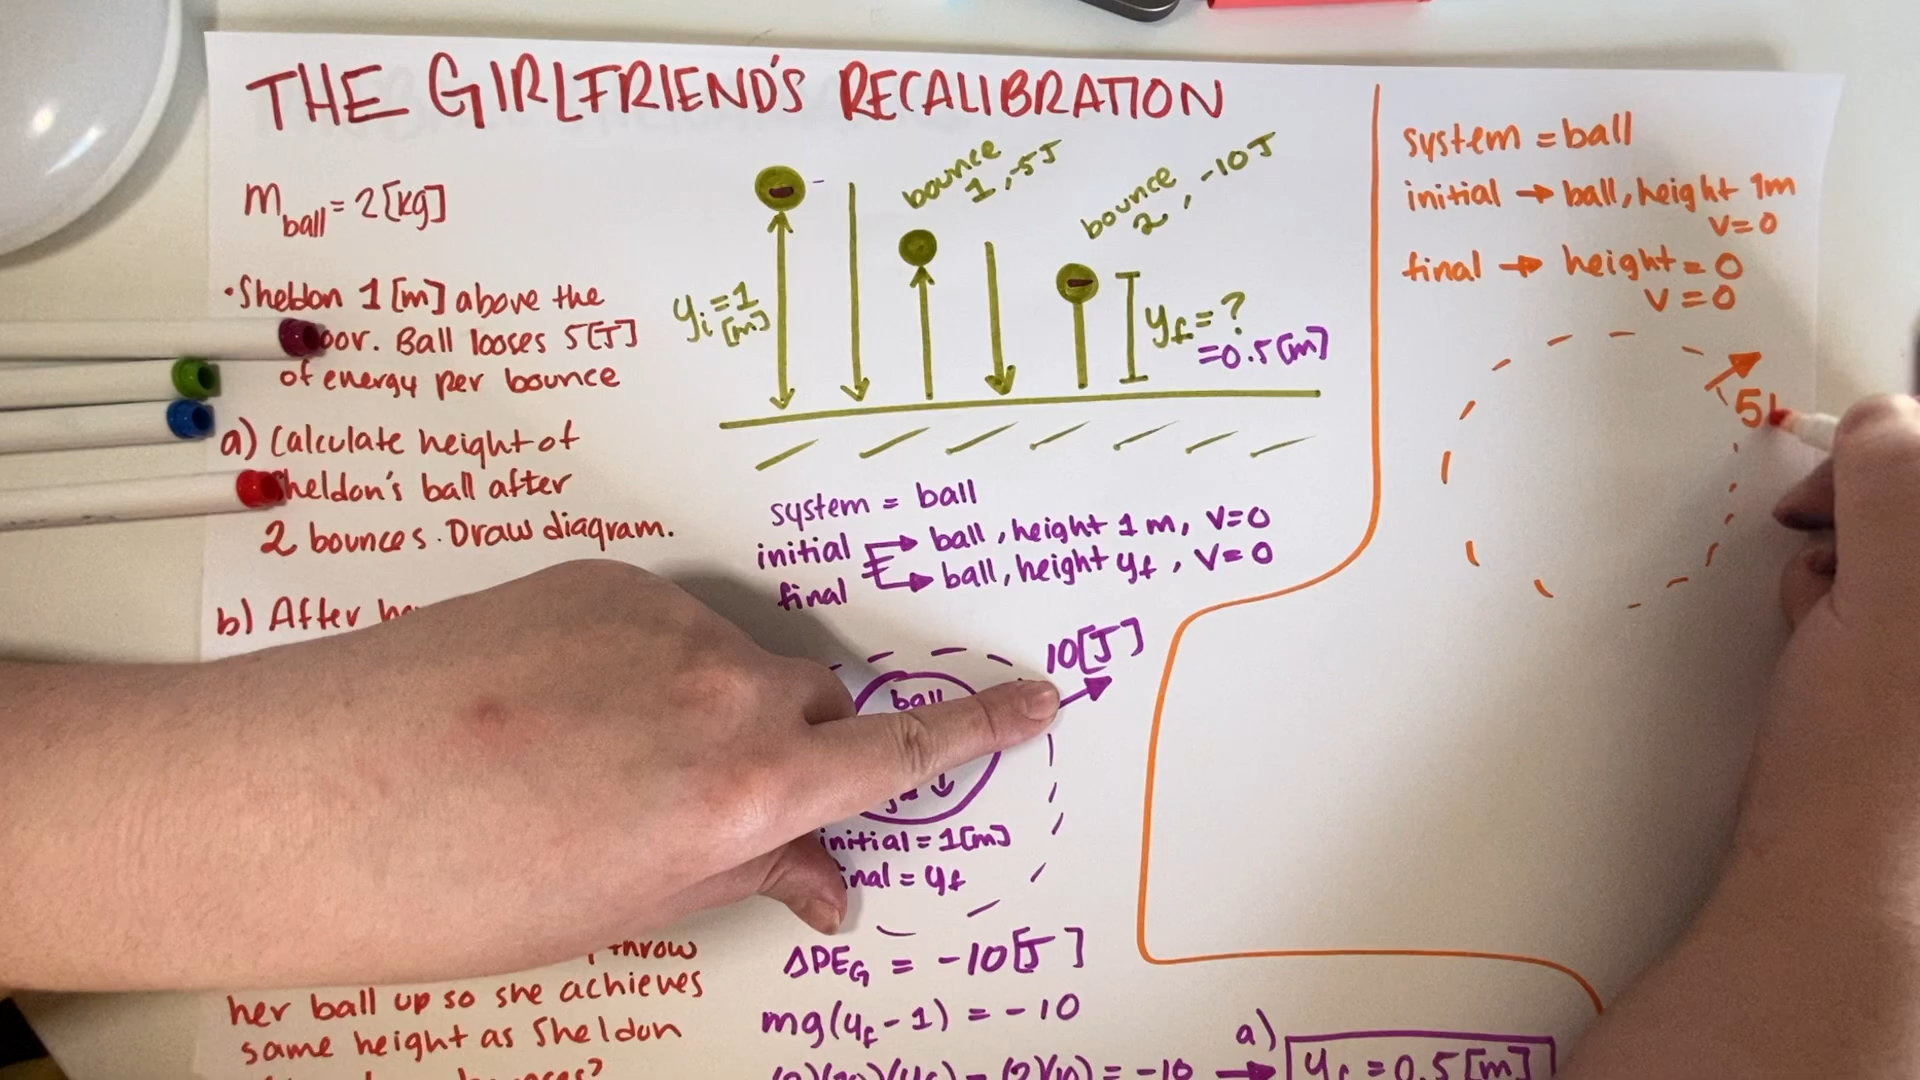 THE GIRLFRIEND'S RECALIBRATION
m ball = 2 [kg]
• Sheldon 1 [m] above the
oor. Ball looses 5 [J]
of energy per bounce
a) Calculate height of
Sheldon's ball after
2 bounces. Draw diagram.
b) After
throw
her ball up so she achieves
same height as Sheldon
bounces?
yi = 1
[m]
bounce
1, -5J
bounce
2, -10J
yf = ?
= 0.5 [m]
system = ball
initial → ball, height 1 m, v=0
final → ball, height yf, v=0
10 [J]
ball
initial = 1 [m]
inal = yf
ΔPEG = -10 [J]
mg(yf - 1) = -10
= -10 →
a)
yf = 0.5 [m]
system = ball
initial → ball, height 1m
v=0
final → height = 0
v=0
5